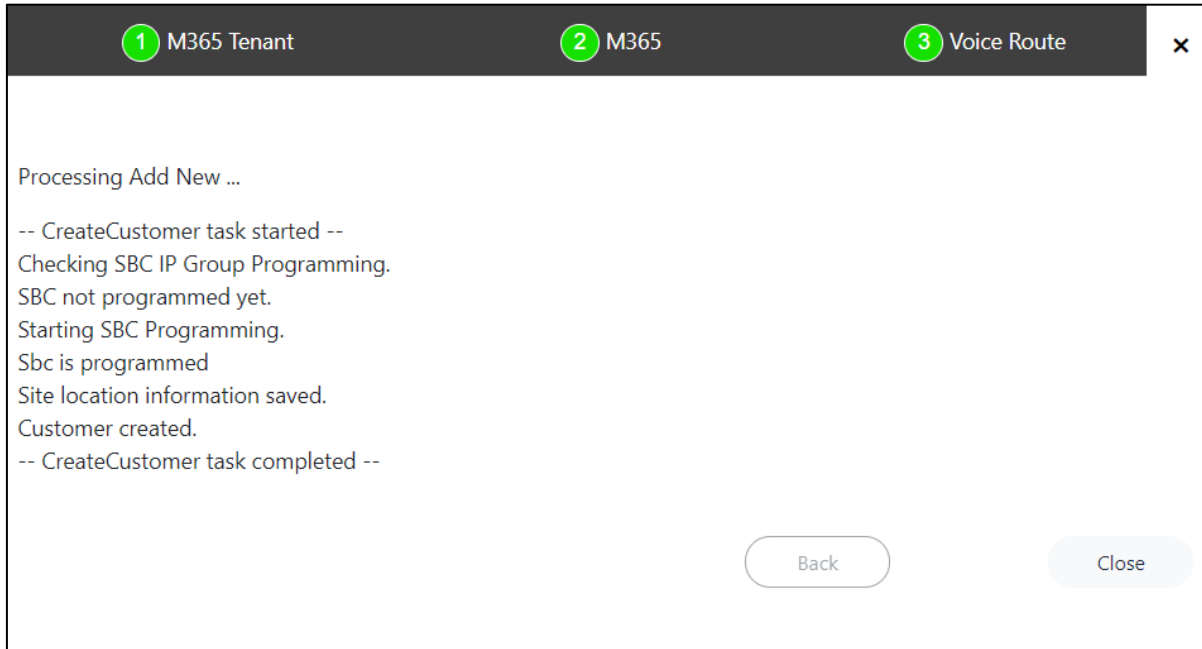 1 M365 Tenant 2 M365 3 Voice Route ×
Processing Add New ...
-- CreateCustomer task started --
Checking SBC IP Group Programming.
SBC not programmed yet.
Starting SBC Programming.
Sbc is programmed
Site location information saved.
Customer created.
-- CreateCustomer task completed --
Back Close